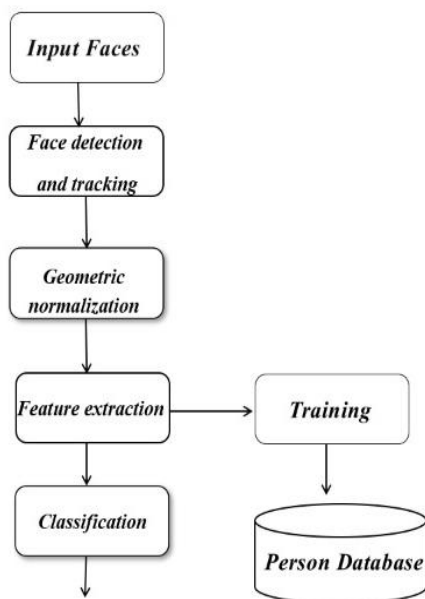 Input Faces
Face detection
and tracking
Geometric
normalization
Feature extraction
Training
Classification
Person Database